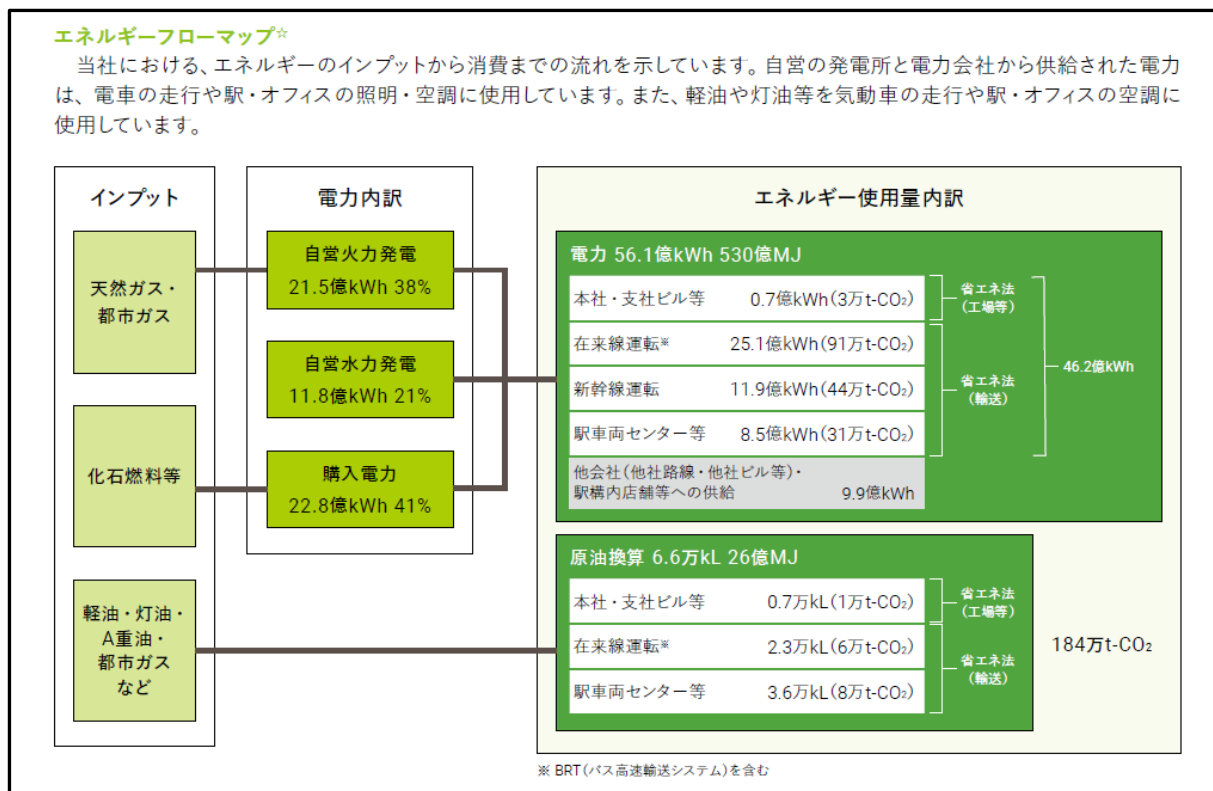 エネルギーフローマップ☆
当社における、エネルギーのインプットから消費までの流れを示しています。自営の発電所と電力会社から供給された電力
は、電車の走行や駅・オフィスの照明・空調に使用しています。また、軽油や灯油等を気動車の走行や駅・オフィスの空調に
使用しています。
インプット
天然ガス・
都市ガス
化石燃料等
軽油・灯油・
A重油・
都市ガス
など
電力内訳
自営火力発電
21.5億kWh 38%
自営水力発電
11.8億kWh 21%
購入電力
22.8億kWh 41%
エネルギー使用量内訳
電力 56.1億kWh 530億MJ
本社・支社ビル等 0.7億kWh(3万t-CO₂)
在来線運転※ 25.1億kWh(91万t-CO₂)
新幹線運転 11.9億kWh(44万t-CO₂)
駅車両センター等 8.5億kWh(31万t-CO₂)
他会社(他社路線・他社ビル等)・
駅構内店舗等への供給 9.9億kWh
省エネ法
(工場等)
省エネ法
(輸送)
46.2億kWh
原油換算 6.6万kL 26億MJ
本社・支社ビル等 0.7万kL(1万t-CO₂)
在来線運転※ 2.3万kL(6万t-CO₂)
駅車両センター等 3.6万kL(8万t-CO₂)
省エネ法
(工場等)
省エネ法
(輸送)
184万t-CO₂
※ BRT(バス高速輸送システム)を含む